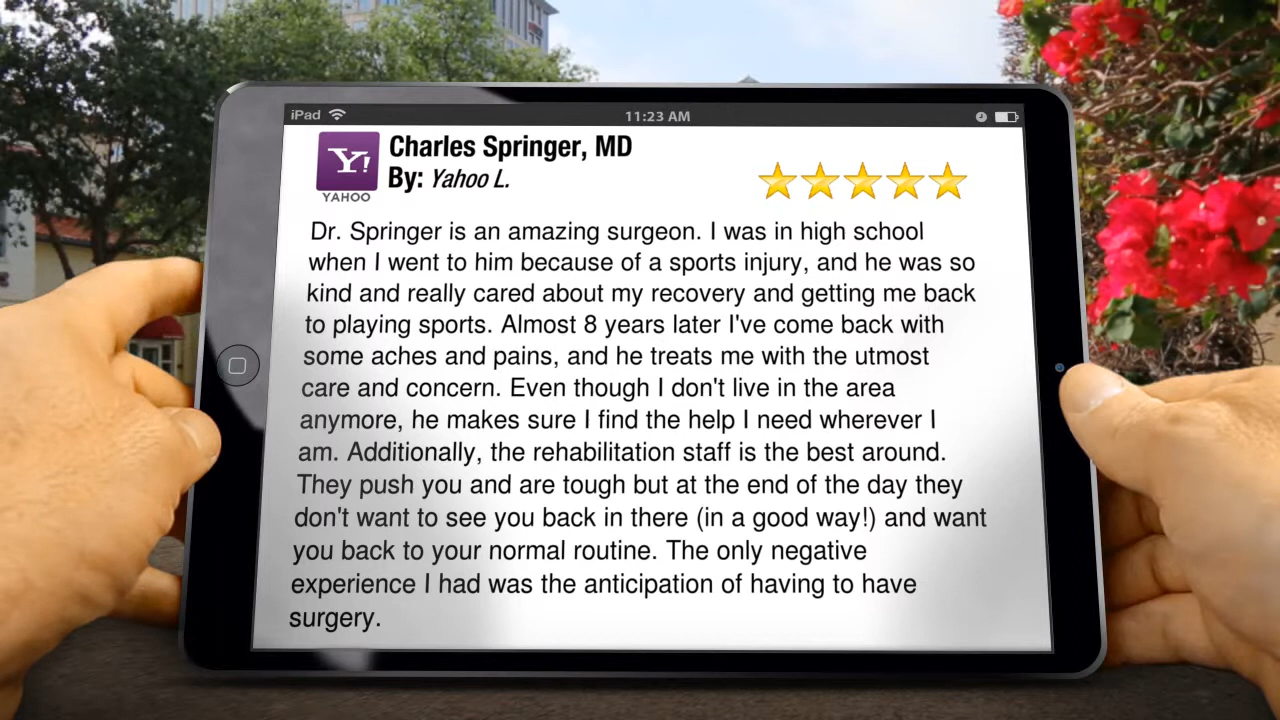 iPad
11:23 AM
Y!
YAHOO
Charles Springer, MD
By: Yahoo L.
Dr. Springer is an amazing surgeon. I was in high school
when I went to him because of a sports injury, and he was so
kind and really cared about my recovery and getting me back
to playing sports. Almost 8 years later I've come back with
some aches and pains, and he treats me with the utmost
care and concern. Even though I don't live in the area
anymore, he makes sure I find the help I need wherever I
am. Additionally, the rehabilitation staff is the best around.
They push you and are tough but at the end of the day they
don't want to see you back in there (in a good way!) and want
you back to your normal routine. The only negative
experience I had was the anticipation of having to have
surgery.